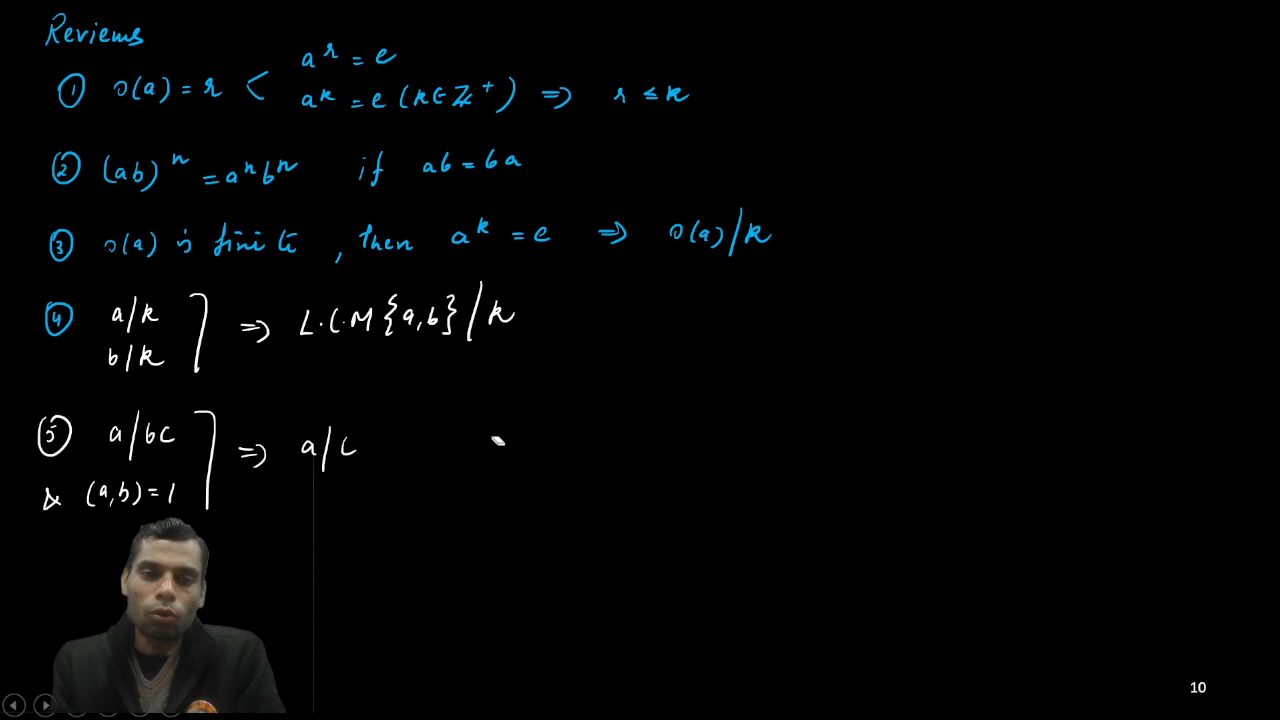 Reviews
① o(a) = r < a^r = e
a^k = e (k ∈ Z^+) ⇒ r ≤ k
② (ab)^n = a^n b^n if ab = ba
③ o(a) is finite, then a^k = e ⇒ o(a)/k
④ a/k
b/k ] ⇒ L.C.M {a,b}/k
⑤ a/bc
& (a,b) = 1 ] ⇒ a/c
10